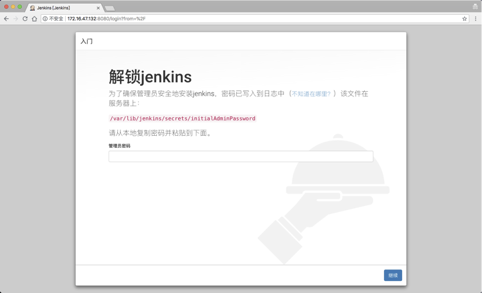 Jenkins [Jenkins]
不安全 172.16.47.132:8080/login?from=%2F
入门
解锁jenkins
为了确保管理员安全地安装jenkins，密码已写入到日志中（不知道在哪里？）该文件在
服务器上：
/var/lib/jenkins/secrets/initialAdminPassword
请从本地复制密码并粘贴到下面。
管理员密码
继续